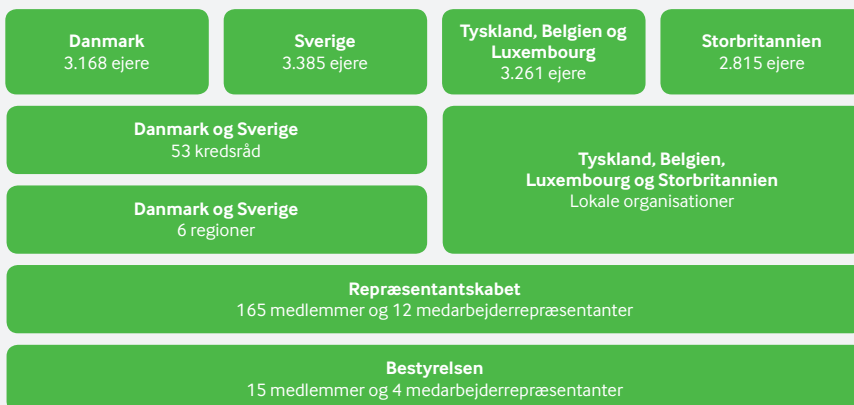 Danmark
3.168 ejere
Sverige
3.385 ejere
Tyskland, Belgien og
Luxembourg
3.261 ejere
Storbritannien
2.815 ejere
Danmark og Sverige
53 kredsråd
Danmark og Sverige
6 regioner
Tyskland, Belgien,
Luxembourg og Storbritannien
Lokale organisationer
Repræsentantskabet
165 medlemmer og 12 medarbejderrepræsentanter
Bestyrelsen
15 medlemmer og 4 medarbejderrepræsentanter